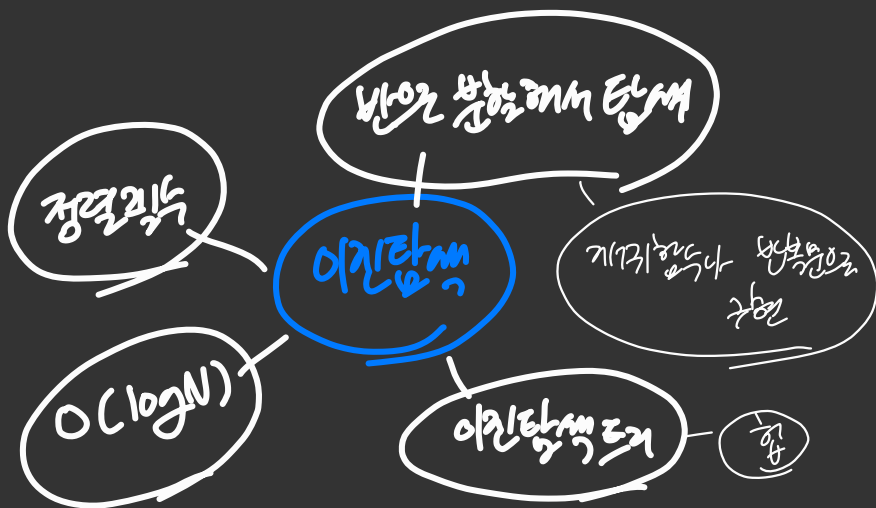 반으로 분할해서 탐색
정렬필수
이진탐색
재귀함수나 반복문으로
구현
O(logN)
이진탐색트리
힙